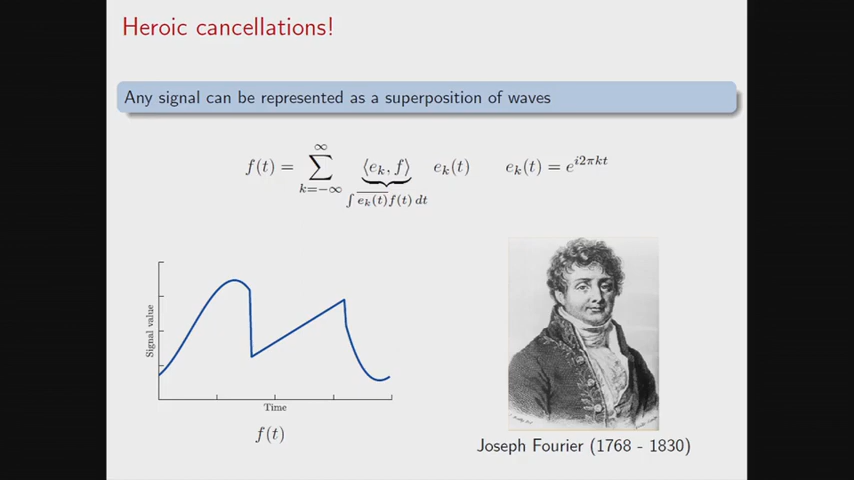 Heroic cancellations!
Any signal can be represented as a superposition of waves
f(t) = ∑_{k=-∞}^{∞} ⟨e_k, f⟩ e_k(t) e_k(t) = e^{i2πkt}
∫ \overline{e_k(t)} f(t) dt
Signal value
Time
f(t)
Joseph Fourier (1768 - 1830)